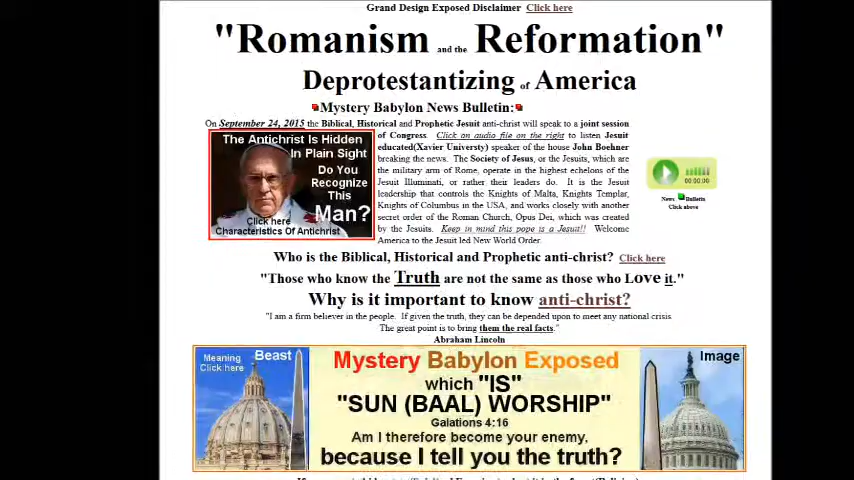 Grand Design Exposed Disclaimer Click here
"Romanism and the Reformation"
Deprotestantizing of America
Mystery Babylon News Bulletin:
On September 24, 2015 the Biblical, Historical and Prophetic Jesuit anti-christ will speak to a joint session
of Congress. Click an audio file on the right to listen Jesuit
educated(Xavier Universty) speaker of the house John Boehner
breaking the news. The Society of Jesus, or the Jesuits, which are
the military arm of Rome, operate in the highest echelons of the
Jesuit Illuminati, or rather their leaders do. It is the Jesuit
leadership that controls the Knights of Malta, Knights Templar,
Knights of Columbus in the USA, and works closely with another
secret order of the Roman Church, Opus Dei, which was created
by the Jesuits. Keep in mind this pope is a Jesuit!! Welcome
America to the Jesuit led New World Order.
The Antichrist Is Hidden
In Plain Sight
Do You
Recognize
This
Man?
Click here
Characteristics Of Antichrist
00:00:00
News Bulletin
Click above
Who is the Biblical, Historical and Prophetic anti-christ? Click here
"Those who know the Truth are not the same as those who Love it."
Why is it important to know anti-christ?
"I am a firm believer in the people. If given the truth, they can be depended upon to meet any national crisis.
The great point is to bring them the real facts."
Abraham Lincoln
Meaning
Click here
Beast
Mystery Babylon Exposed
which "IS"
"SUN (BAAL) WORSHIP"
Galations 4:16
Am I therefore become your enemy,
because I tell you the truth?
Image